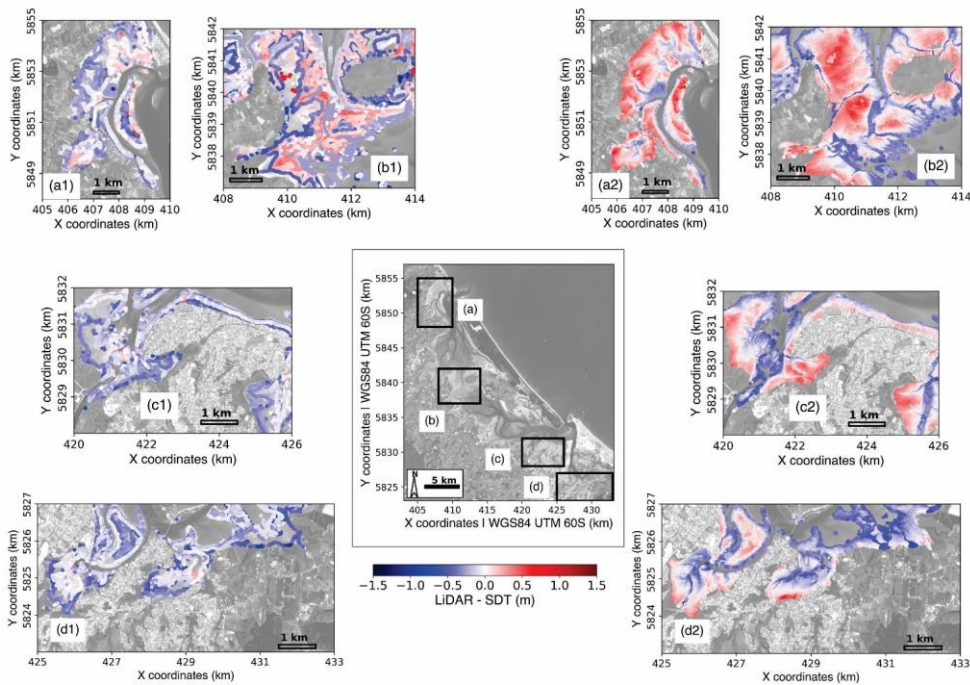 5855
5853
5851
5849
Y coordinates (km)
(a1)
1 km
405 406 407 408 409 410
X coordinates (km)
5842
5841
5840
5839
5838
Y coordinates (km)
(b1)
1 km
408 410 412 414
X coordinates (km)
5855
5853
5851
5849
Y coordinates (km)
(a2)
1 km
405 406 407 408 409 410
X coordinates (km)
5842
5841
5840
5839
5838
Y coordinates (km)
(b2)
1 km
408 410 412 414
X coordinates (km)
5832
5831
5830
5829
Y coordinates (km)
(c1)
1 km
420 422 424 426
X coordinates (km)
5855
5850
5845
5840
5835
5830
5825
Y coordinates I WGS84 UTM 60S (km)
(a)
(b)
(c)
(d)
N
5 km
405 410 415 420 425 430
X coordinates I WGS84 UTM 60S (km)
5832
5831
5830
5829
Y coordinates (km)
(c2)
1 km
420 422 424 426
X coordinates (km)
5827
5826
5825
5824
Y coordinates (km)
(d1)
1 km
425 427 429 431 433
X coordinates (km)
−1.5 −1.0 −0.5 0.0 0.5 1.0 1.5
LiDAR - SDT (m)
5827
5826
5825
5824
Y coordinates (km)
(d2)
1 km
425 427 429 431 433
X coordinates (km)